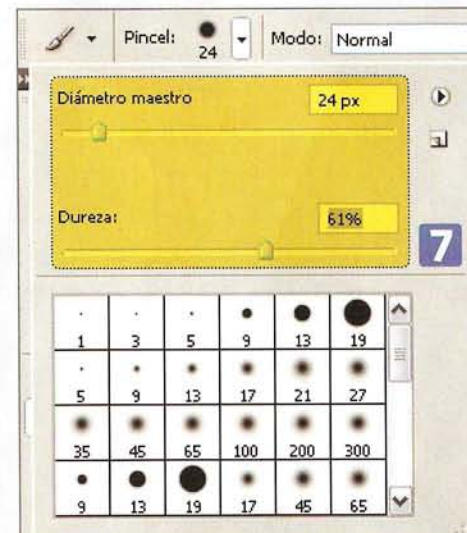 Pincel: 24 Modo: Normal
Diámetro maestro 24 px
Dureza: 61%
7
1 3 5 9 13 19
5 9 13 17 21 27
35 45 65 100 200 300
9 13 19 17 45 65